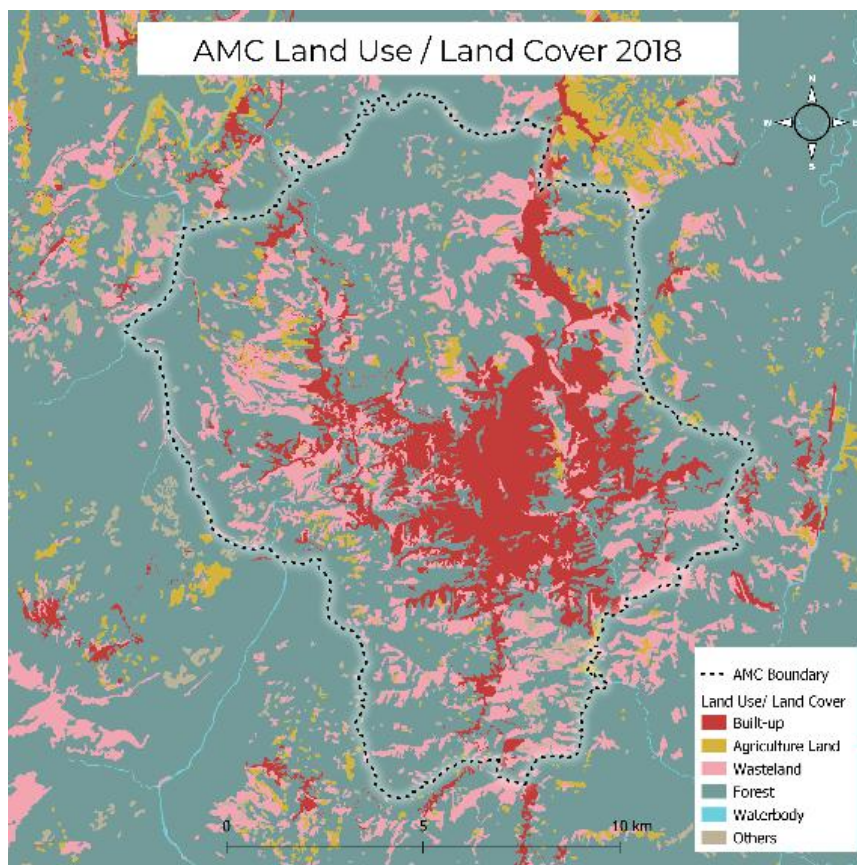 AMC Land Use / Land Cover 2018
N
W
E
S
AMC Boundary
Land Use/ Land Cover
Built-up
Agriculture Land
Wasteland
Forest
Waterbody
Others
0 5 10 km